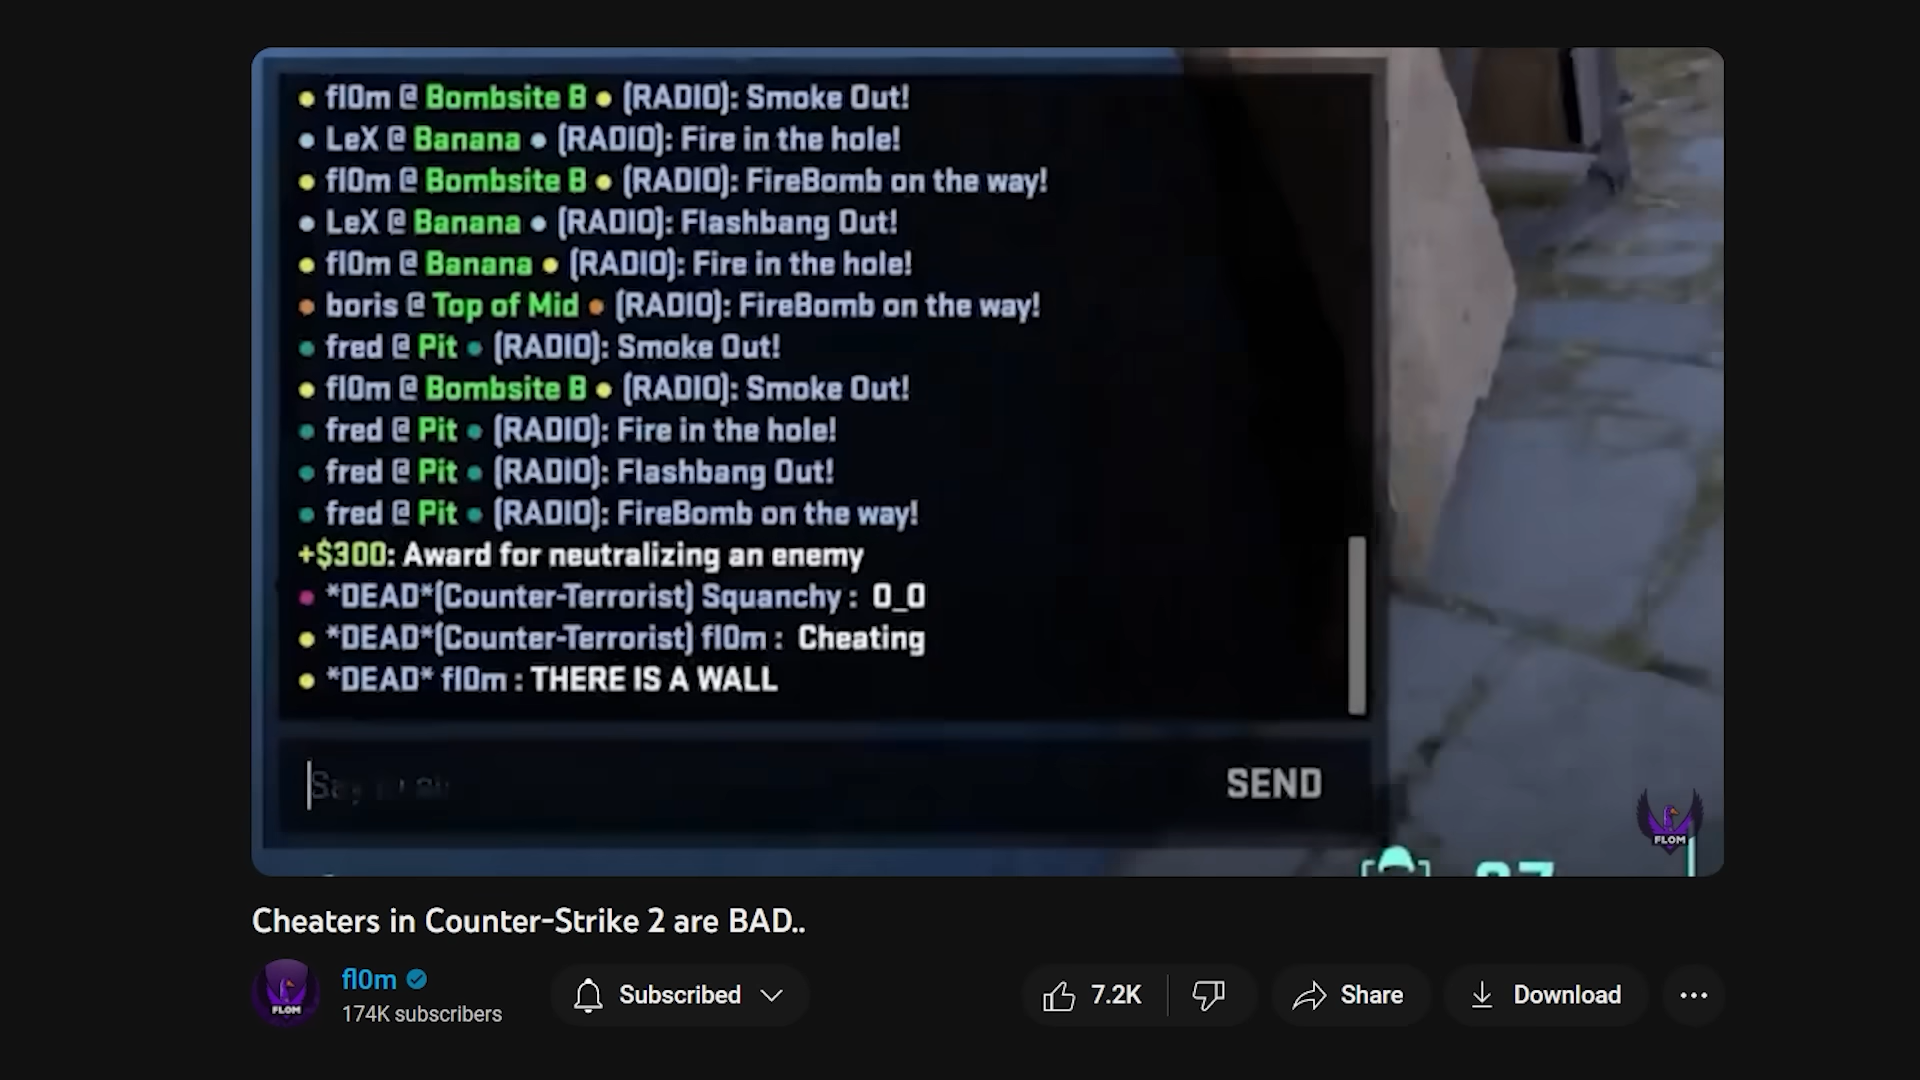 fl0m @ Bombsite B • (RADIO): Smoke Out!
LeX @ Banana • (RADIO): Fire in the hole!
fl0m @ Bombsite B • (RADIO): FireBomb on the way!
LeX @ Banana • (RADIO): Flashbang Out!
fl0m @ Banana • (RADIO): Fire in the hole!
boris @ Top of Mid • (RADIO): FireBomb on the way!
fred @ Pit • (RADIO): Smoke Out!
fl0m @ Bombsite B • (RADIO): Smoke Out!
fred @ Pit • (RADIO): Fire in the hole!
fred @ Pit • (RADIO): Flashbang Out!
fred @ Pit • (RADIO): FireBomb on the way!
+$300: Award for neutralizing an enemy
*DEAD*(Counter-Terrorist) Squanchy : 0_0
*DEAD*(Counter-Terrorist) fl0m : Cheating
*DEAD* fl0m : THERE IS A WALL
SEND
FLOM
Cheaters in Counter-Strike 2 are BAD..
FLOM
fl0m
174K subscribers
Subscribed
7.2K
Share
Download